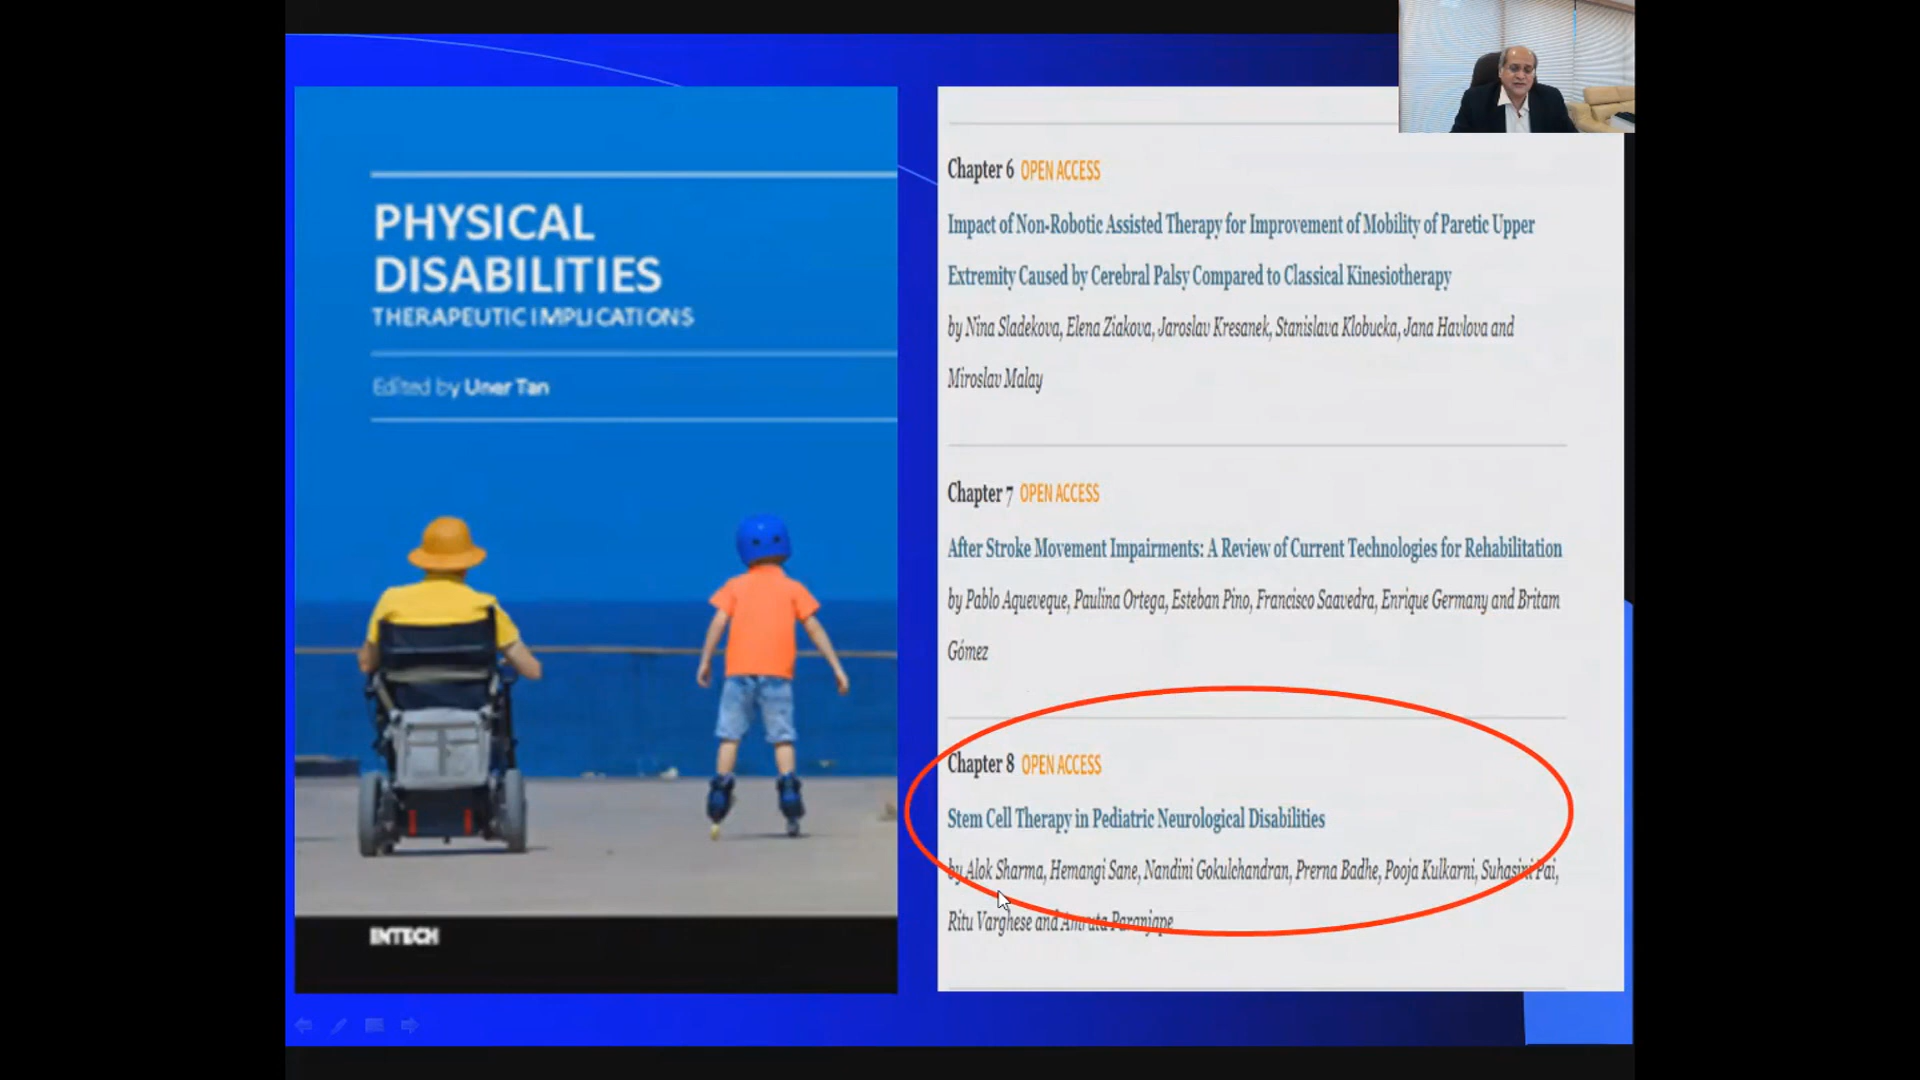 PHYSICAL
DISABILITIES
THERAPEUTIC IMPLICATIONS
Edited by Uner Tan
INTECH
Chapter 6 OPEN ACCESS
Impact of Non-Robotic Assisted Therapy for Improvement of Mobility of Paretic Upper
Extremity Caused by Cerebral Palsy Compared to Classical Kinesiotherapy
by Nina Sladekova, Elena Ziakova, Jaroslav Kresanek, Stanislava Klobucka, Jana Havlova and
Miroslav Malay
Chapter 7 OPEN ACCESS
After Stroke Movement Impairments: A Review of Current Technologies for Rehabilitation
by Pablo Aqueveque, Paulina Ortega, Esteban Pino, Francisco Saavedra, Enrique Germany and Britam
Gómez
Chapter 8 OPEN ACCESS
Stem Cell Therapy in Pediatric Neurological Disabilities
by Alok Sharma, Hemangi Sane, Nandini Gokulchandran, Prerna Badhe, Pooja Kulkarni, Suhasini Pai,
Ritu Varghese and Amruta Paranjape